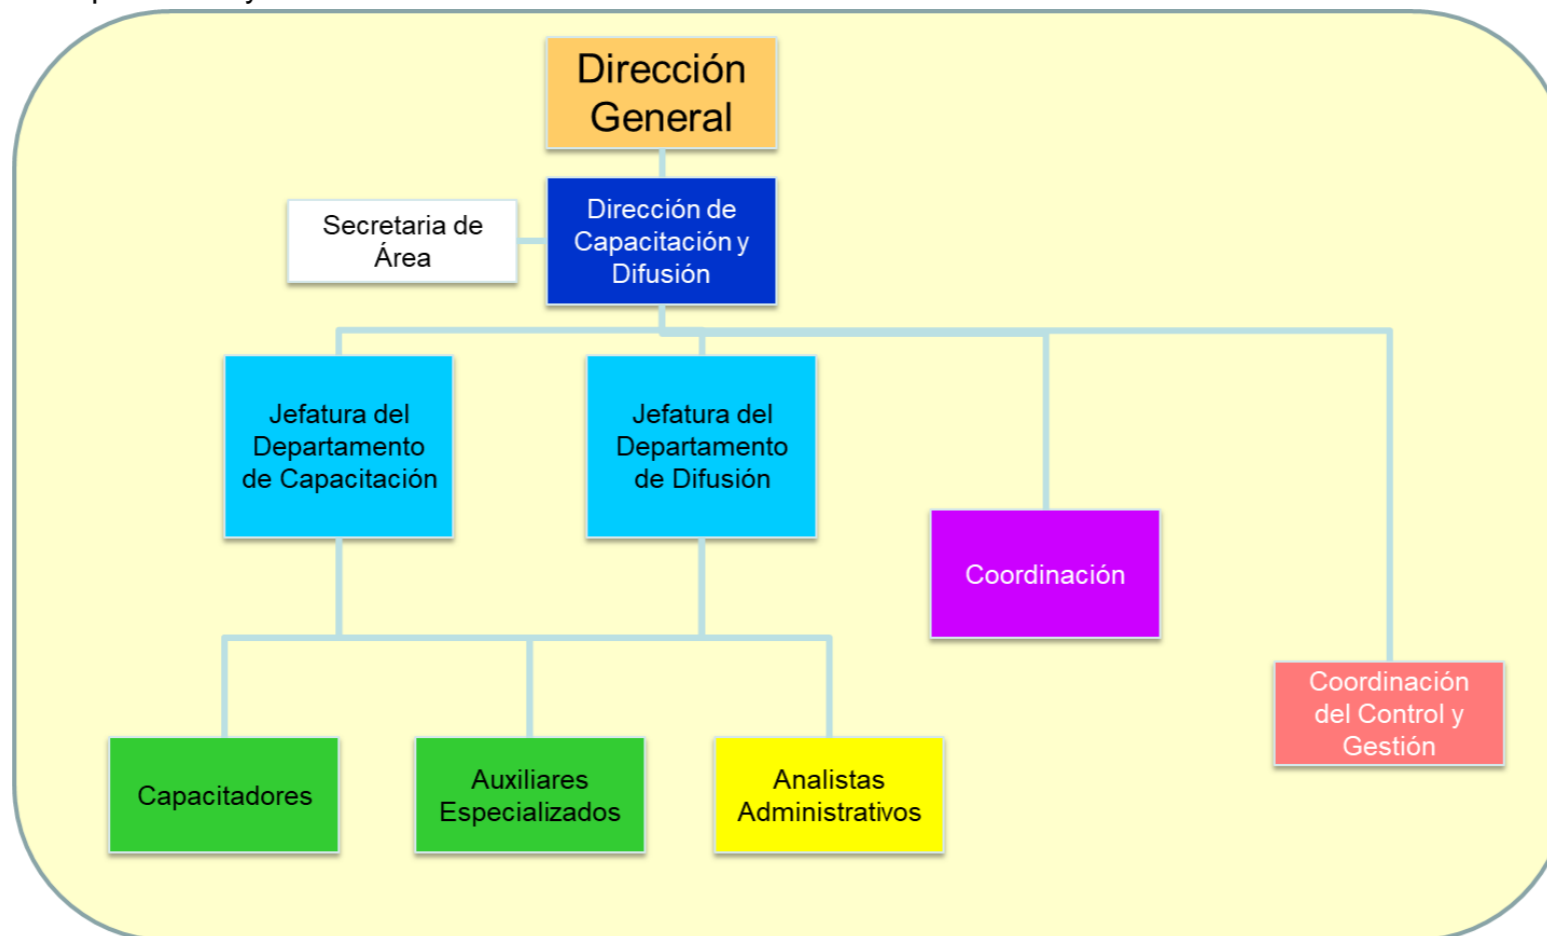 Dirección
General
Secretaria de
Área
Dirección de
Capacitación y
Difusión
Jefatura del
Departamento
de Capacitación
Jefatura del
Departamento
de Difusión
Coordinación
Coordinación
del Control y
Gestión
Capacitadores
Auxiliares
Especializados
Analistas
Administrativos